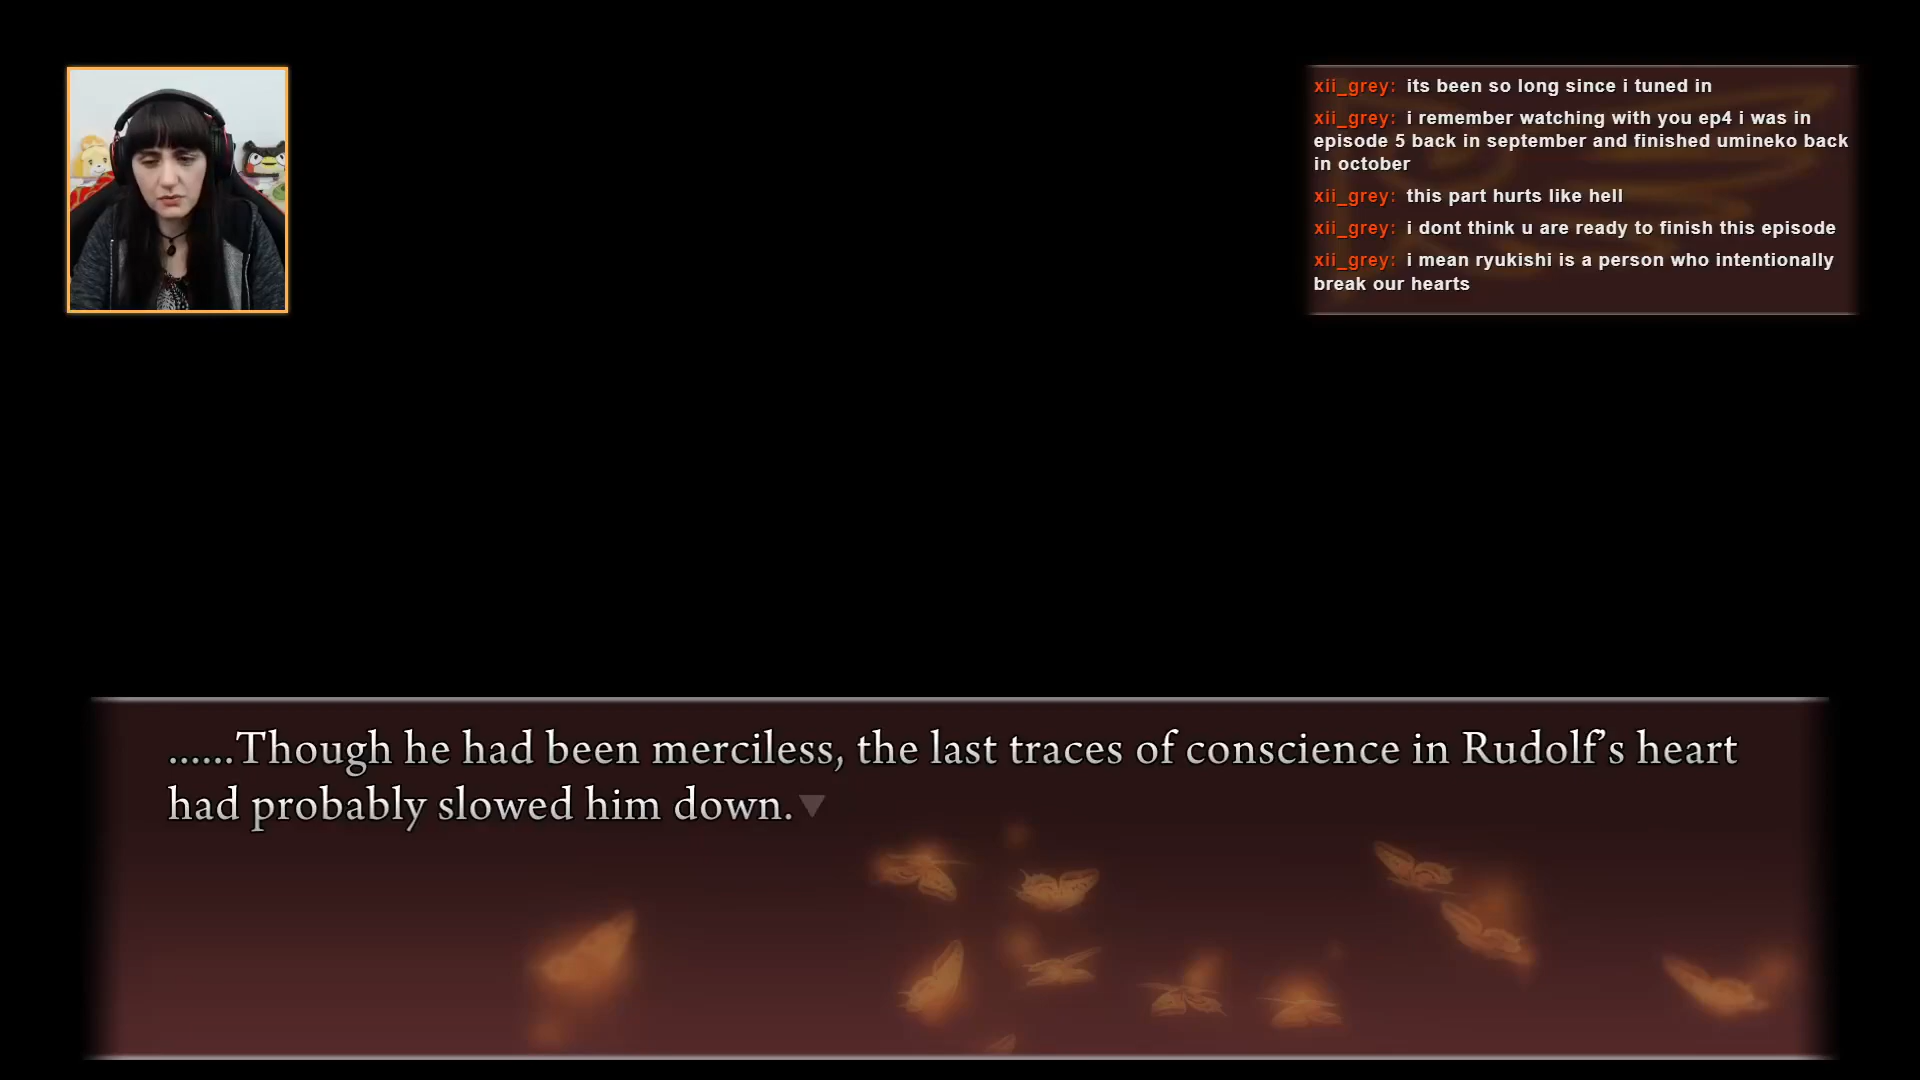 xii_grey: its been so long since i tuned in
xii_grey: i remember watching with you ep4 i was in
episode 5 back in september and finished umineko back
in october
xii_grey: this part hurts like hell
xii_grey: i dont think u are ready to finish this episode
xii_grey: i mean ryukishi is a person who intentionally
break our hearts
......Though he had been merciless, the last traces of conscience in Rudolf’s heart
had probably slowed him down.